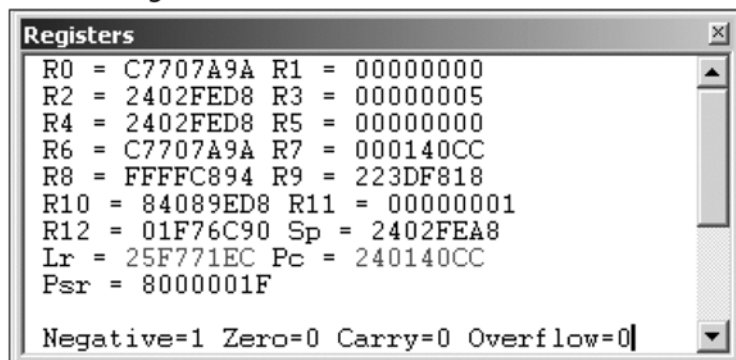 Registers
R0 = C7707A9A R1 = 00000000
R2 = 2402FED8 R3 = 00000005
R4 = 2402FED8 R5 = 00000000
R6 = C7707A9A R7 = 000140CC
R8 = FFFFC894 R9 = 223DF818
R10 = 84089ED8 R11 = 00000001
R12 = 01F76C90 Sp = 2402FEA8
Lr = 25F771EC Pc = 240140CC
Psr = 8000001F
Negative=1 Zero=0 Carry=0 Overflow=0